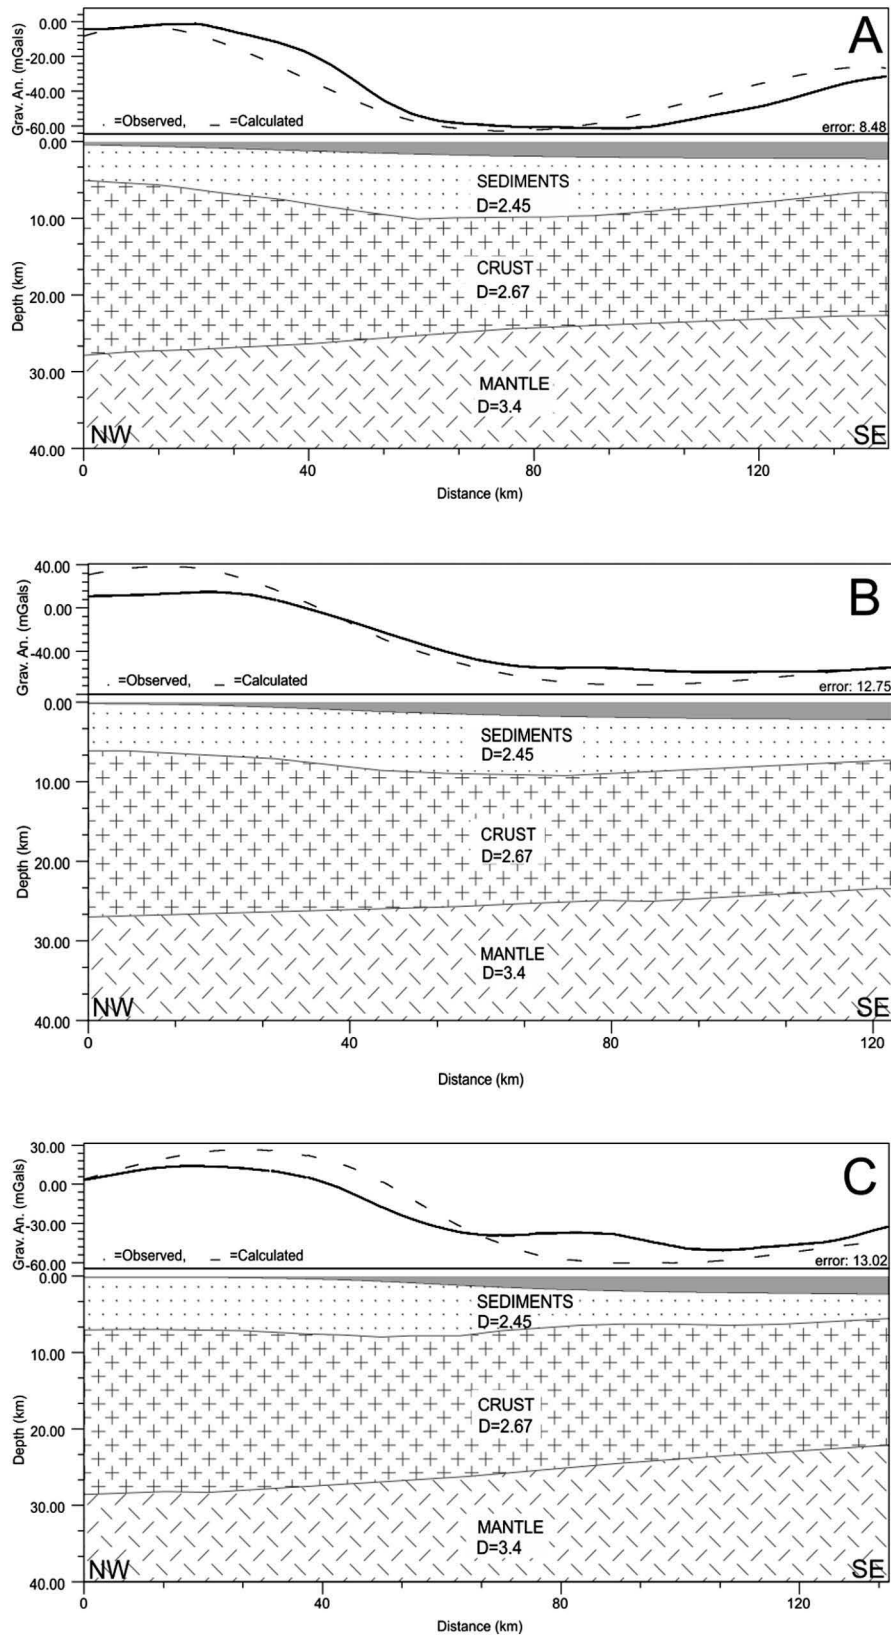 A
Grav. An. (mGals)
0.00
-20.00
-40.00
-60.00
. =Observed, — =Calculated
error: 8.48
Depth (km)
0.00
10.00
20.00
30.00
40.00
SEDIMENTS
D=2.45
CRUST
D=2.67
MANTLE
D=3.4
NW SE
0 40 80 120
Distance (km)
B
Grav. An. (mGals)
40.00
0.00
-40.00
. =Observed, — =Calculated
error: 12.75
Depth (km)
0.00
10.00
20.00
30.00
40.00
SEDIMENTS
D=2.45
CRUST
D=2.67
MANTLE
D=3.4
NW SE
0 40 80 120
Distance (km)
C
Grav. An. (mGals)
30.00
0.00
-30.00
-60.00
. =Observed, — =Calculated
error: 13.02
Depth (km)
0.00
10.00
20.00
30.00
40.00
SEDIMENTS
D=2.45
CRUST
D=2.67
MANTLE
D=3.4
NW SE
0 40 80 120
Distance (km)